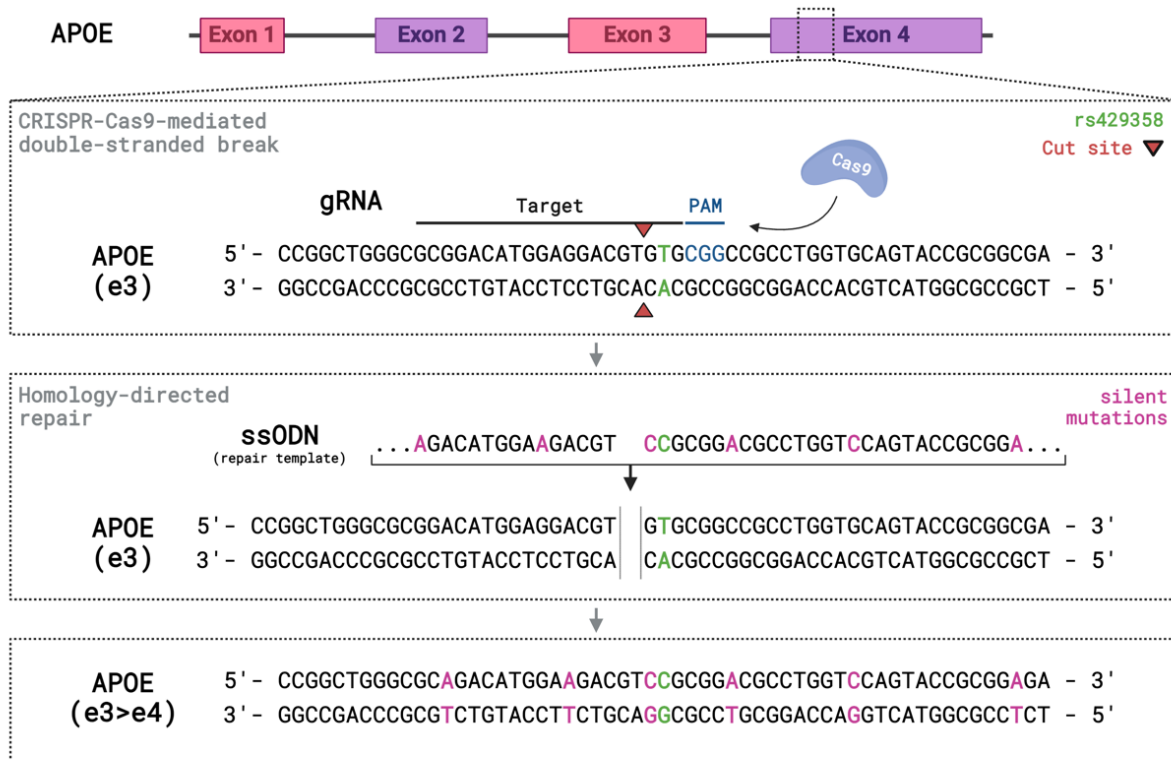 APOE
Exon 1
Exon 2
Exon 3
Exon 4
CRISPR-Cas9-mediated
double-stranded break
rs429358
Cut site
Cas9
gRNA
Target
PAM
APOE
(e3)
5'- CCGGCTGGGCGCGGACATGGAGGACGTGTGCGGCCGCCTGGTGCAGTACCGCGGCGA - 3'
3'- GGCCGACCCGCGCCTGTACCTCCTGCACACGCCGGCGGACCACGTCATGGCGCCGCT - 5'
Homology-directed
repair
silent
mutations
ssODN
(repair template)
...AGACATGGAAGACGT CCGCGGACGCCTGGTCCAGTACCGCGGA...
APOE
(e3)
5'- CCGGCTGGGCGCGGACATGGAGGACGT GTGCGGCCGCCTGGTGCAGTACCGCGGCGA - 3'
3'- GGCCGACCCGCGCCTGTACCTCCTGCA CACGCCGGCGGACCACGTCATGGCGCCGCT - 5'
APOE
(e3>e4)
5'- CCGGCTGGGCGCAGACATGGAAGACGTCCGCGGACGCCTGGTCCAGTACCGCGGAGA - 3'
3'- GGCCGACCCGCGTCTGTACCTTCTGCAGGCGCCTGCGGACCAGGTCATGGCGCCTCT - 5'